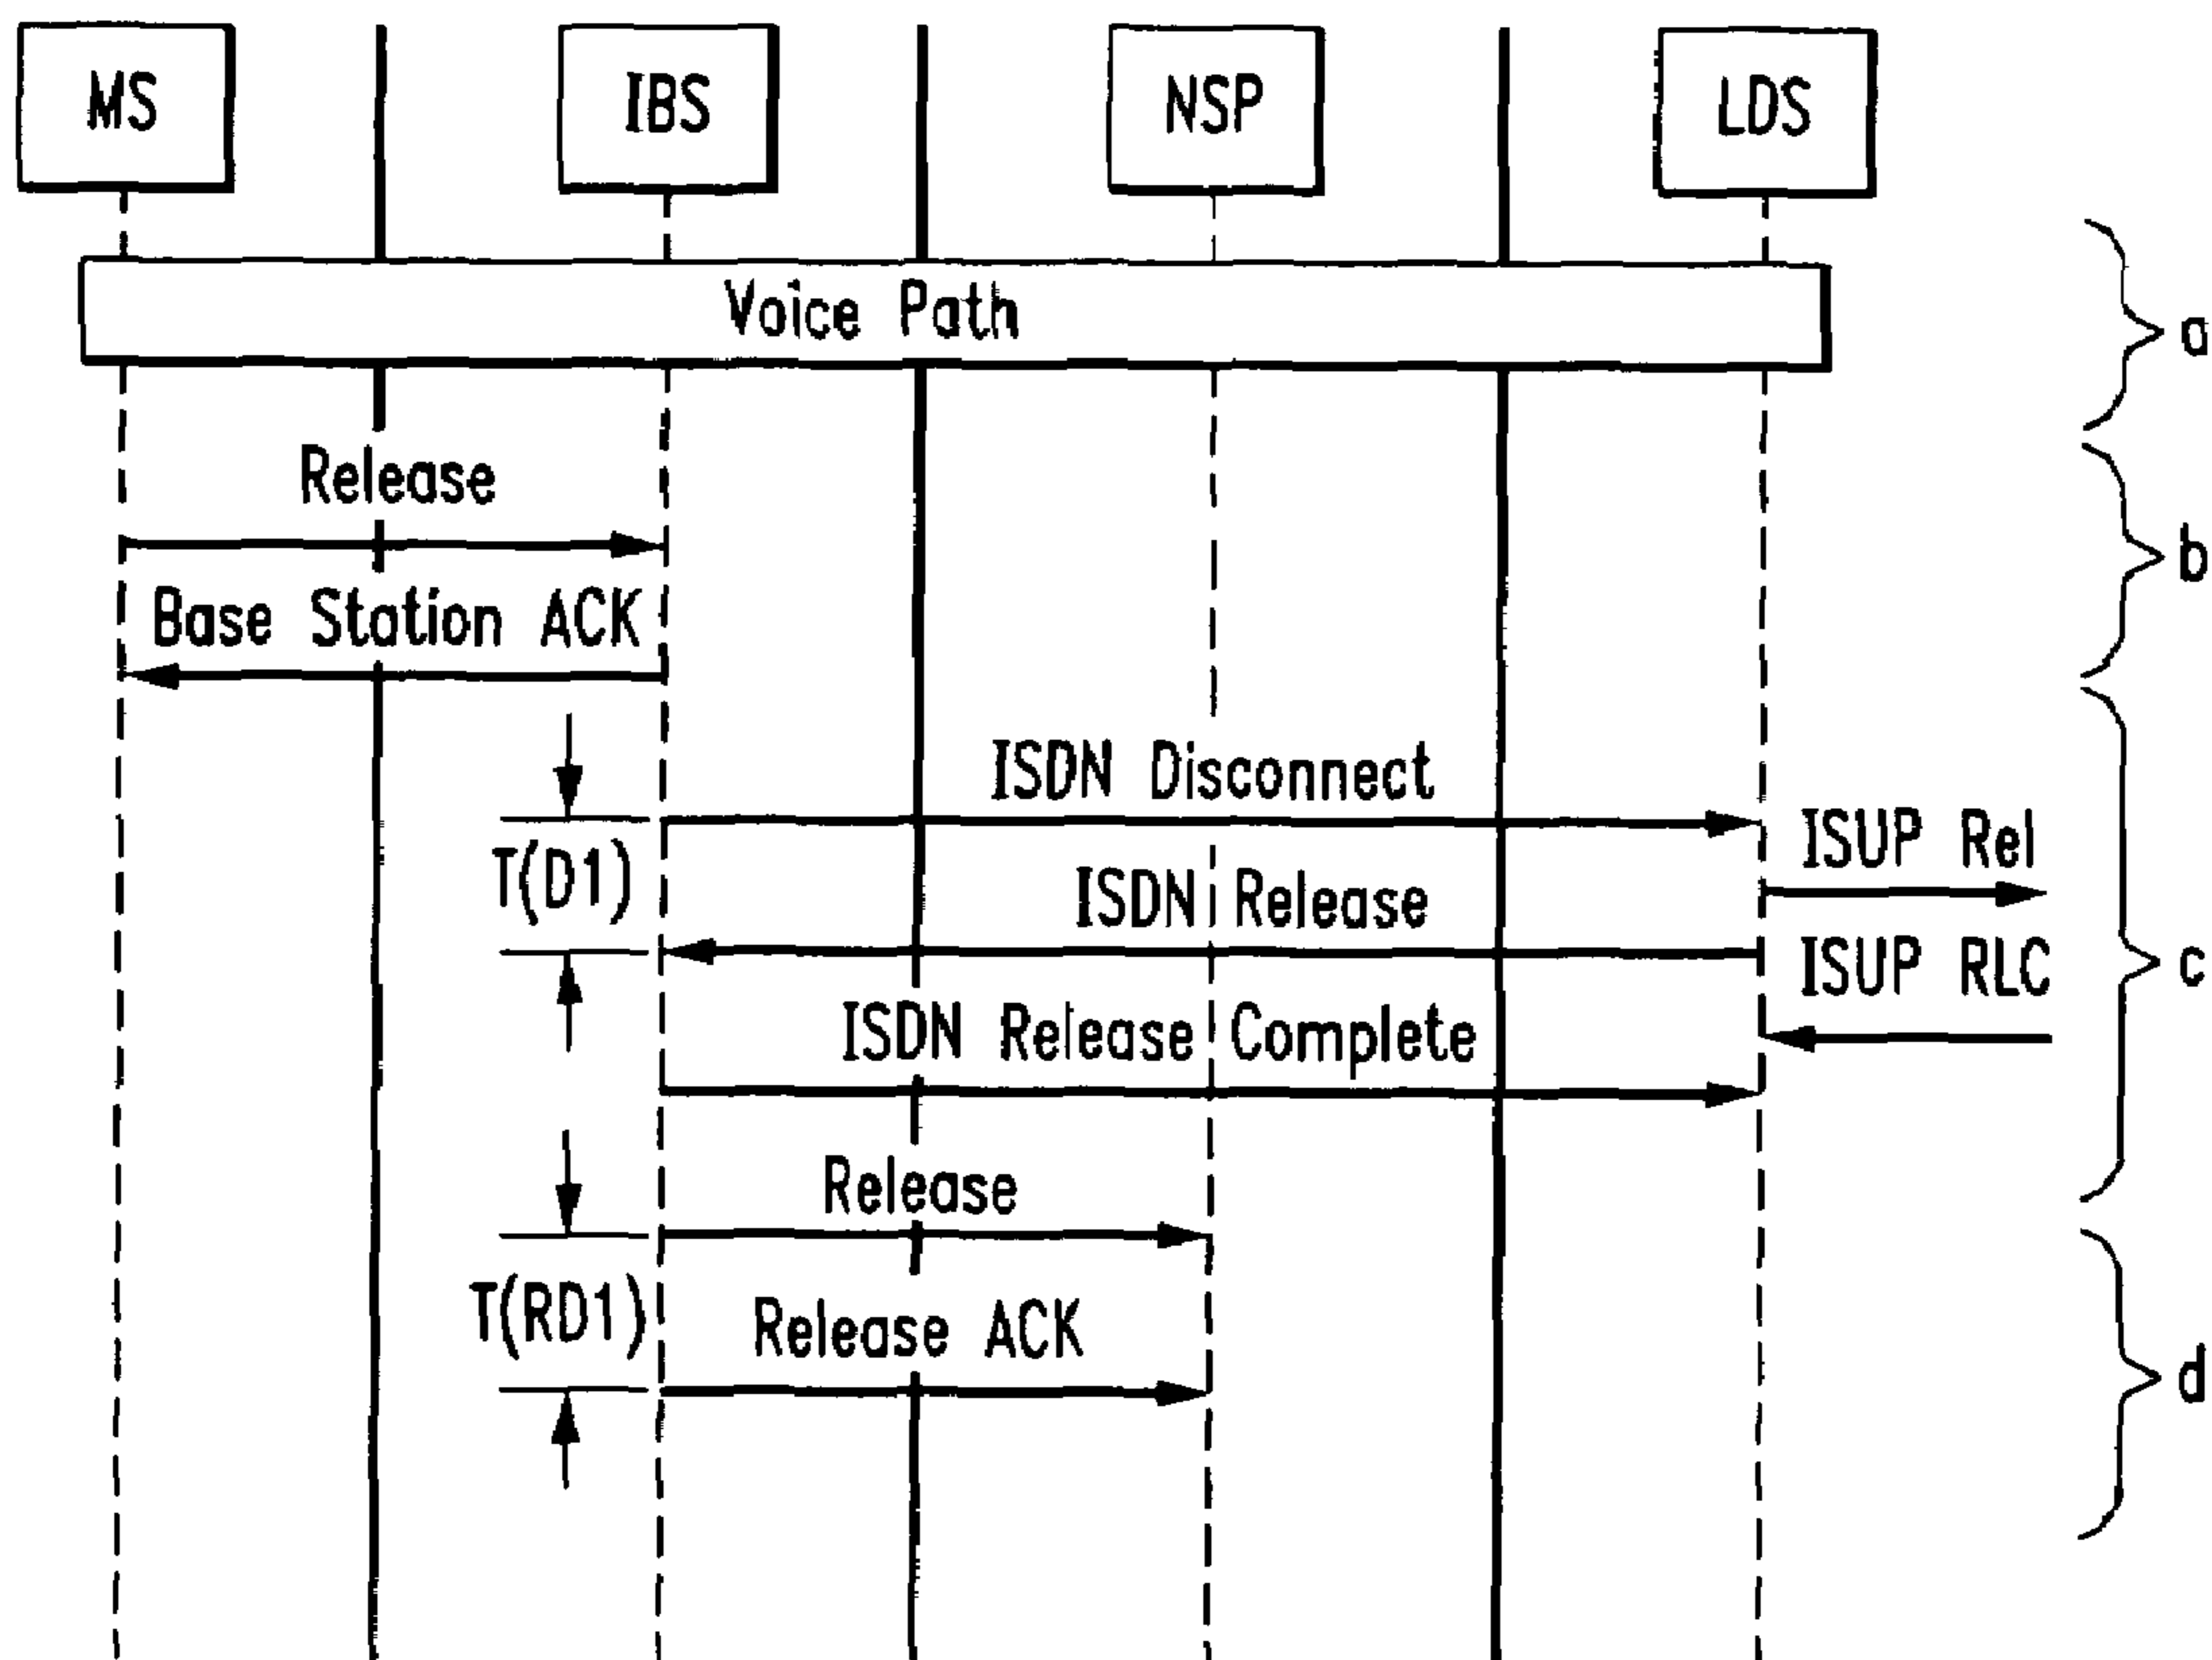 MS
IBS
NSP
LDS
Voice Path
a
Release
b
Base Station ACK
ISDN Disconnect
ISUP Rel
T(D1)
ISDN Release
ISUP RLC
c
ISDN Release Complete
Release
T(RD1)
Release ACK
d